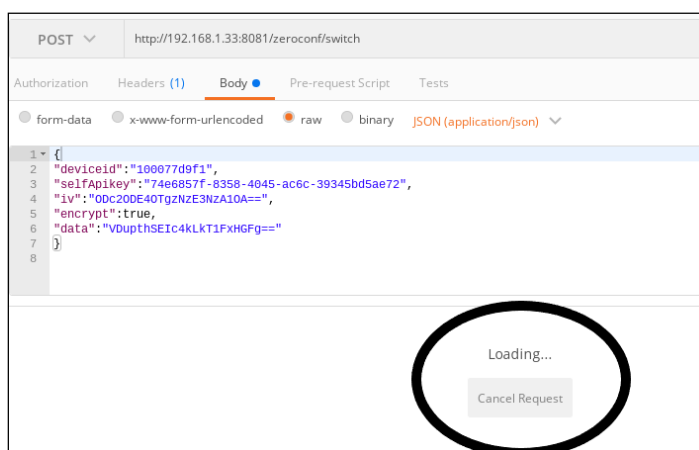 POST http://192.168.1.33:8081/zeroconf/switch
Authorization Headers (1) Body Pre-request Script Tests
form-data x-www-form-urlencoded raw binary JSON (application/json)
1 {
2 "deviceid":"100077d9f1",
3 "selfApikey":"74e6857f-8358-4045-ac6c-39345bd5ae72",
4 "iv":"ODc2ODE4OTgzNzE3NzA1OA==",
5 "encrypt":true,
6 "data":"VDupthSEIc4kLkT1FxHGFg=="
7 }
8
Loading...
Cancel Request